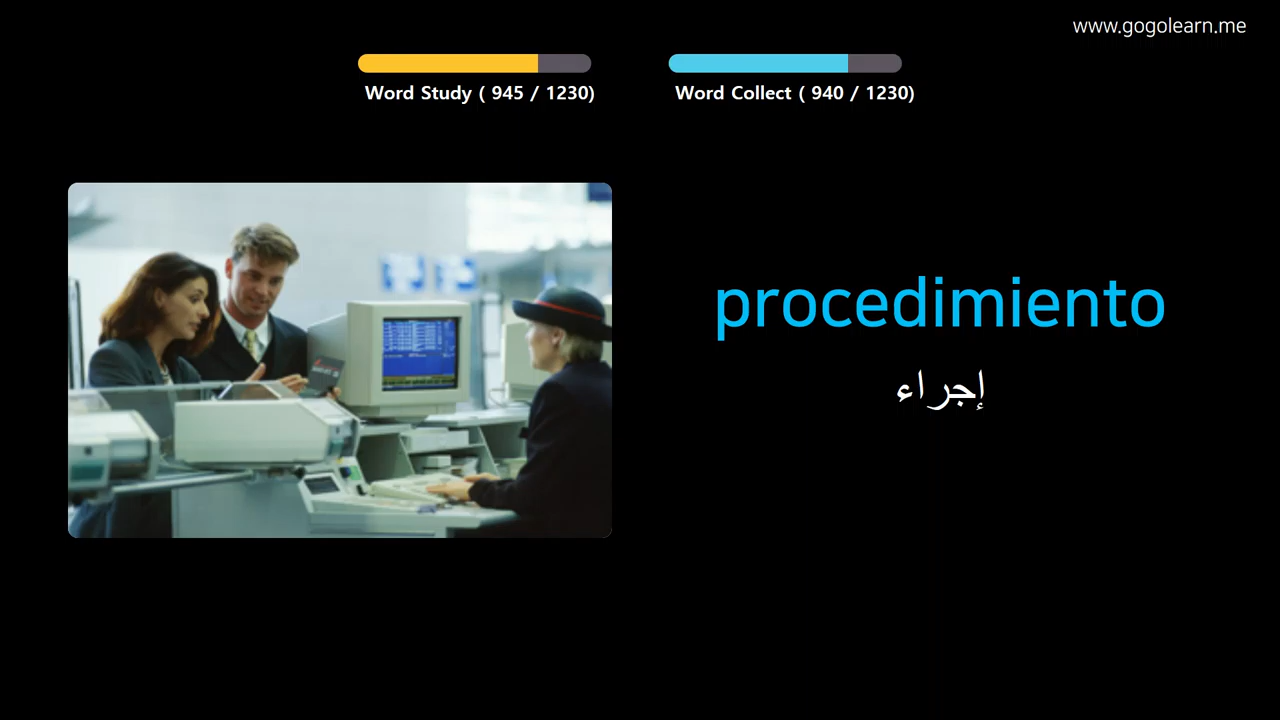 www.gogolearn.me
Word Study ( 945 / 1230)
Word Collect ( 940 / 1230)
procedimiento
إجراء